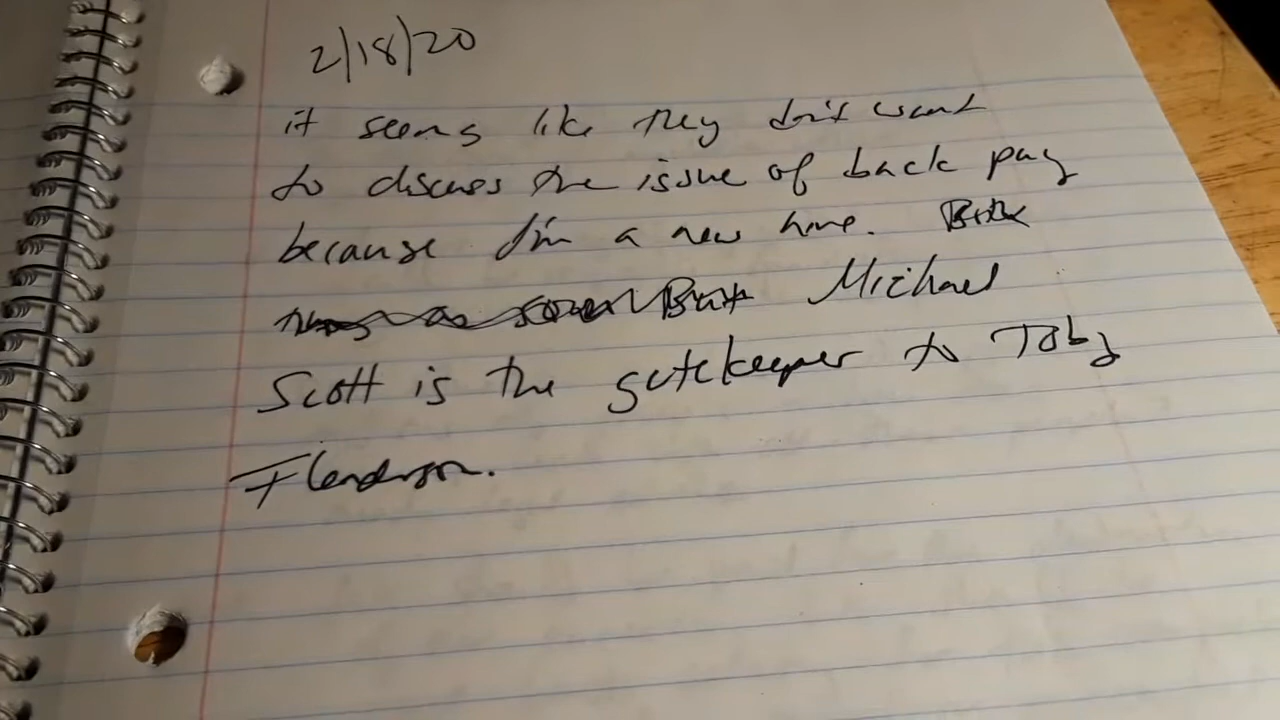 2/18/20
it seems like they don't want
to discuss the issue of back pay
because I'm a new hire.
But Michael
Scott is the gatekeeper to Toby
Flenderson.